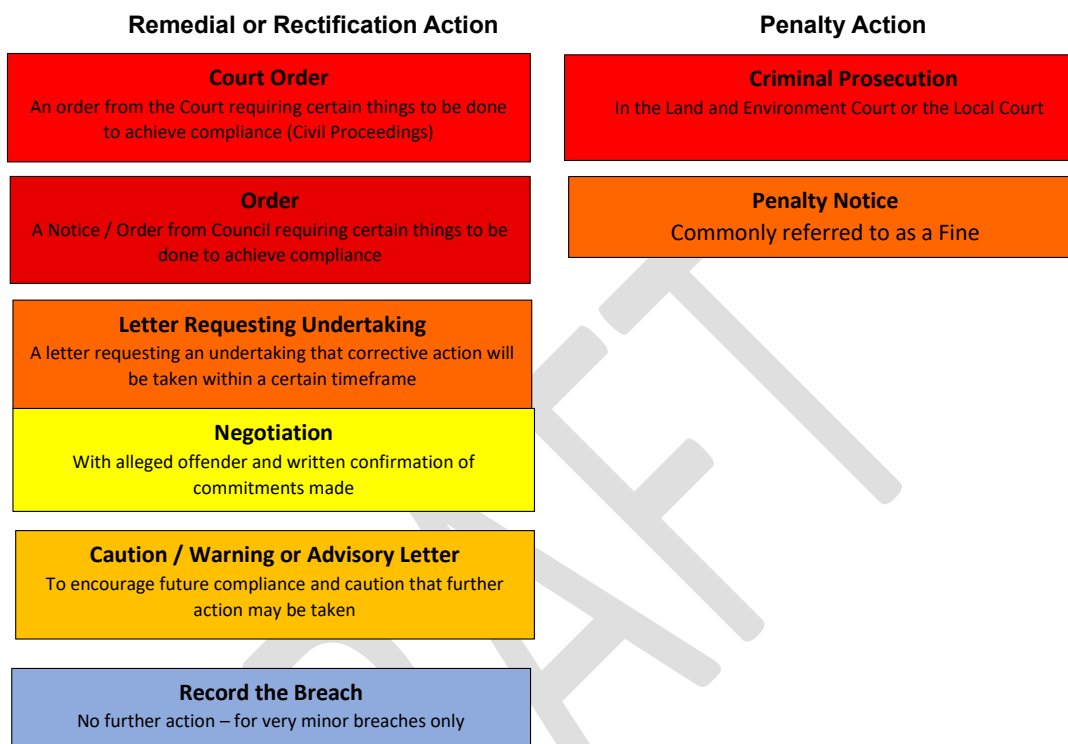 Remedial or Rectification Action
Penalty Action
Court Order
An order from the Court requiring certain things to be done
to achieve compliance (Civil Proceedings)
Criminal Prosecution
In the Land and Environment Court or the Local Court
Order
A Notice / Order from Council requiring certain things to be
done to achieve compliance
Penalty Notice
Commonly referred to as a Fine
Letter Requesting Undertaking
A letter requesting an undertaking that corrective action will
be taken within a certain timeframe
Negotiation
With alleged offender and written confirmation of
commitments made
Caution / Warning or Advisory Letter
To encourage future compliance and caution that further
action may be taken
Record the Breach
No further action – for very minor breaches only
DRAFT